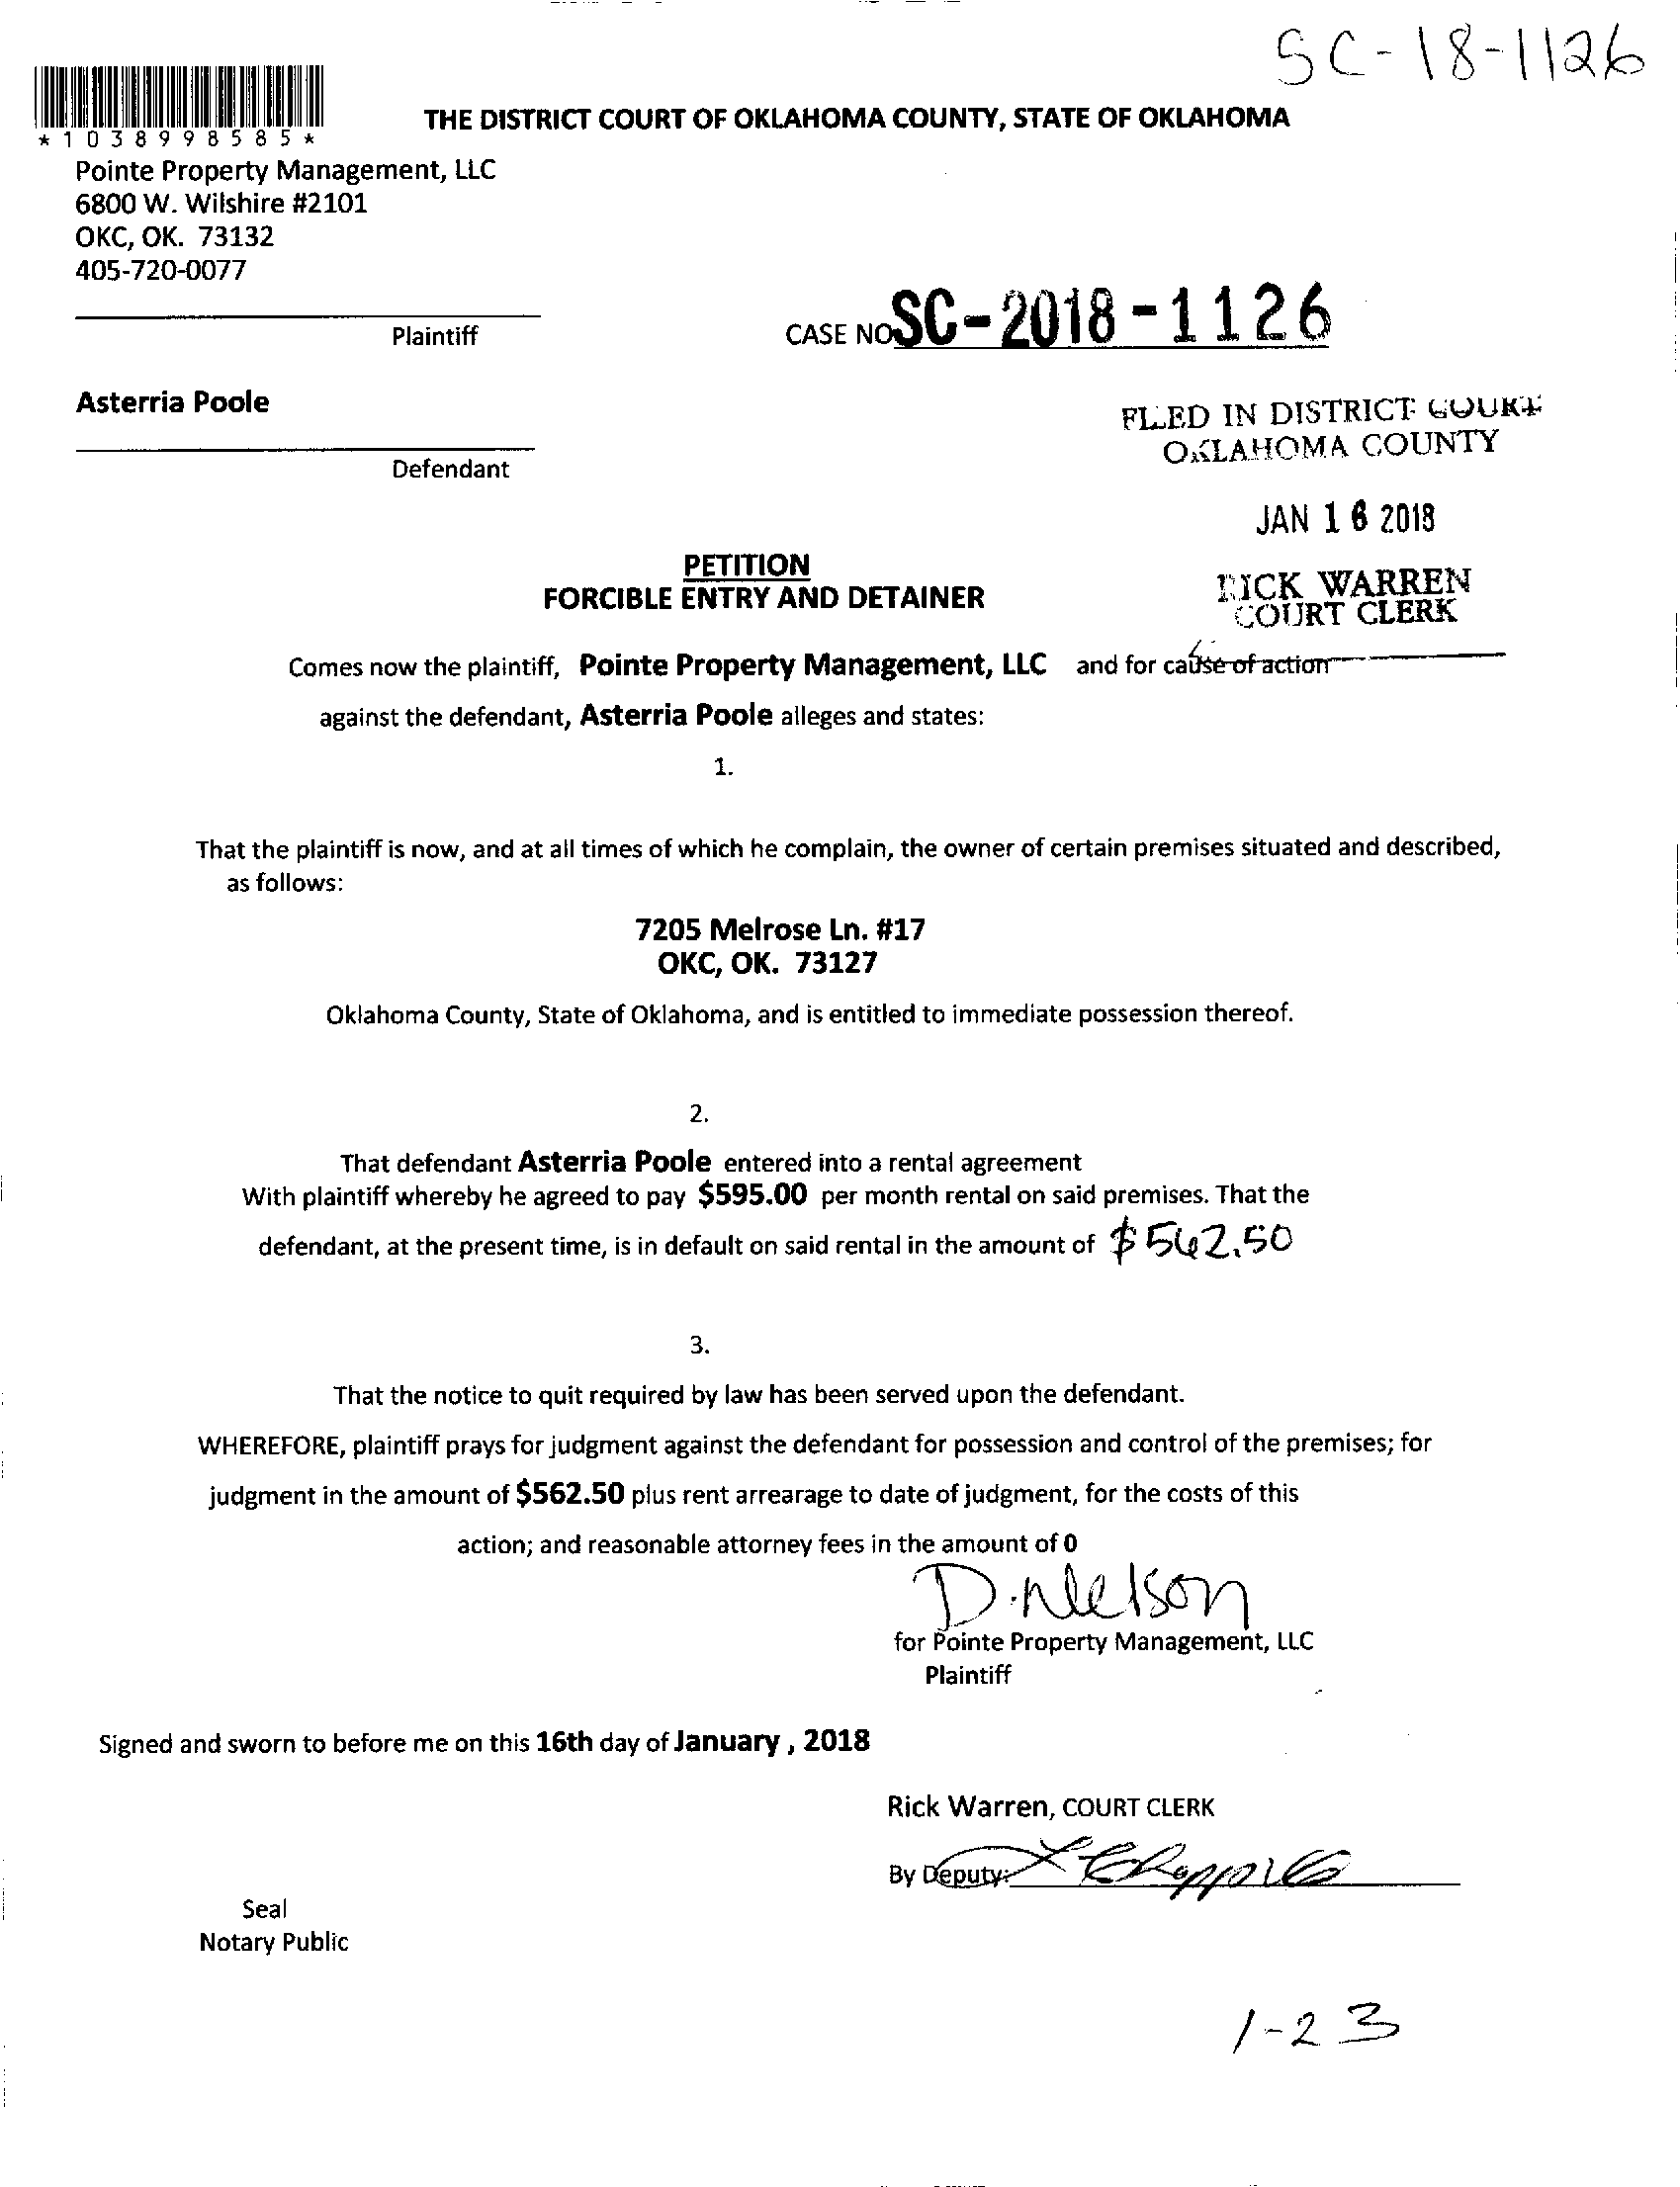 SC-18-1126
*1038998585*
THE DISTRICT COURT OF OKLAHOMA COUNTY, STATE OF OKLAHOMA
Pointe Property Management, LLC
6800 W. Wilshire #2101
OKC, OK. 73132
405-720-0077
Plaintiff
CASE NO SC-2018-1126
Asterria Poole
Defendant
FILED IN DISTRICT COURT
OKLAHOMA COUNTY
JAN 16 2018
RICK WARREN
COURT CLERK
PETITION
FORCIBLE ENTRY AND DETAINER
Comes now the plaintiff, Pointe Property Management, LLC and for cause of action
against the defendant, Asterria Poole alleges and states:
1.
That the plaintiff is now, and at all times of which he complain, the owner of certain premises situated and described,
as follows:
7205 Melrose Ln. #17
OKC, OK. 73127
Oklahoma County, State of Oklahoma, and is entitled to immediate possession thereof.
2.
That defendant Asterria Poole entered into a rental agreement
With plaintiff whereby he agreed to pay $595.00 per month rental on said premises. That the
defendant, at the present time, is in default on said rental in the amount of $562.50
3.
That the notice to quit required by law has been served upon the defendant.
WHEREFORE, plaintiff prays for judgment against the defendant for possession and control of the premises; for
judgment in the amount of $562.50 plus rent arrearage to date of judgment, for the costs of this
action; and reasonable attorney fees in the amount of 0
D. Nelson
for Pointe Property Management, LLC
Plaintiff
Signed and sworn to before me on this 16th day of January , 2018
Rick Warren, COURT CLERK
By Deputy:
Seal
Notary Public
1-23